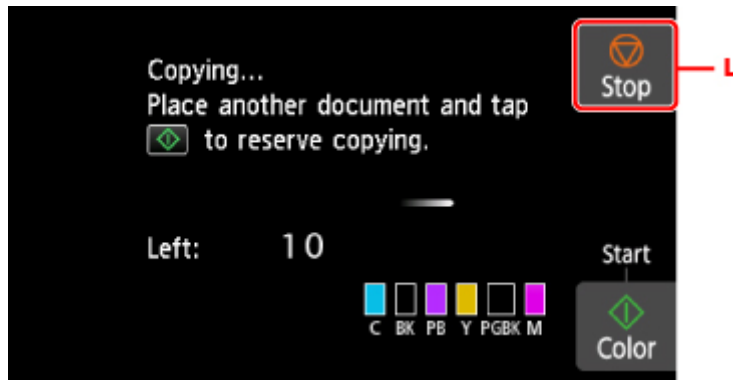 Copying...
Place another document and tap
to reserve copying.
Left: 10
C BK PB Y PGBK M
Stop
L
Start
Color